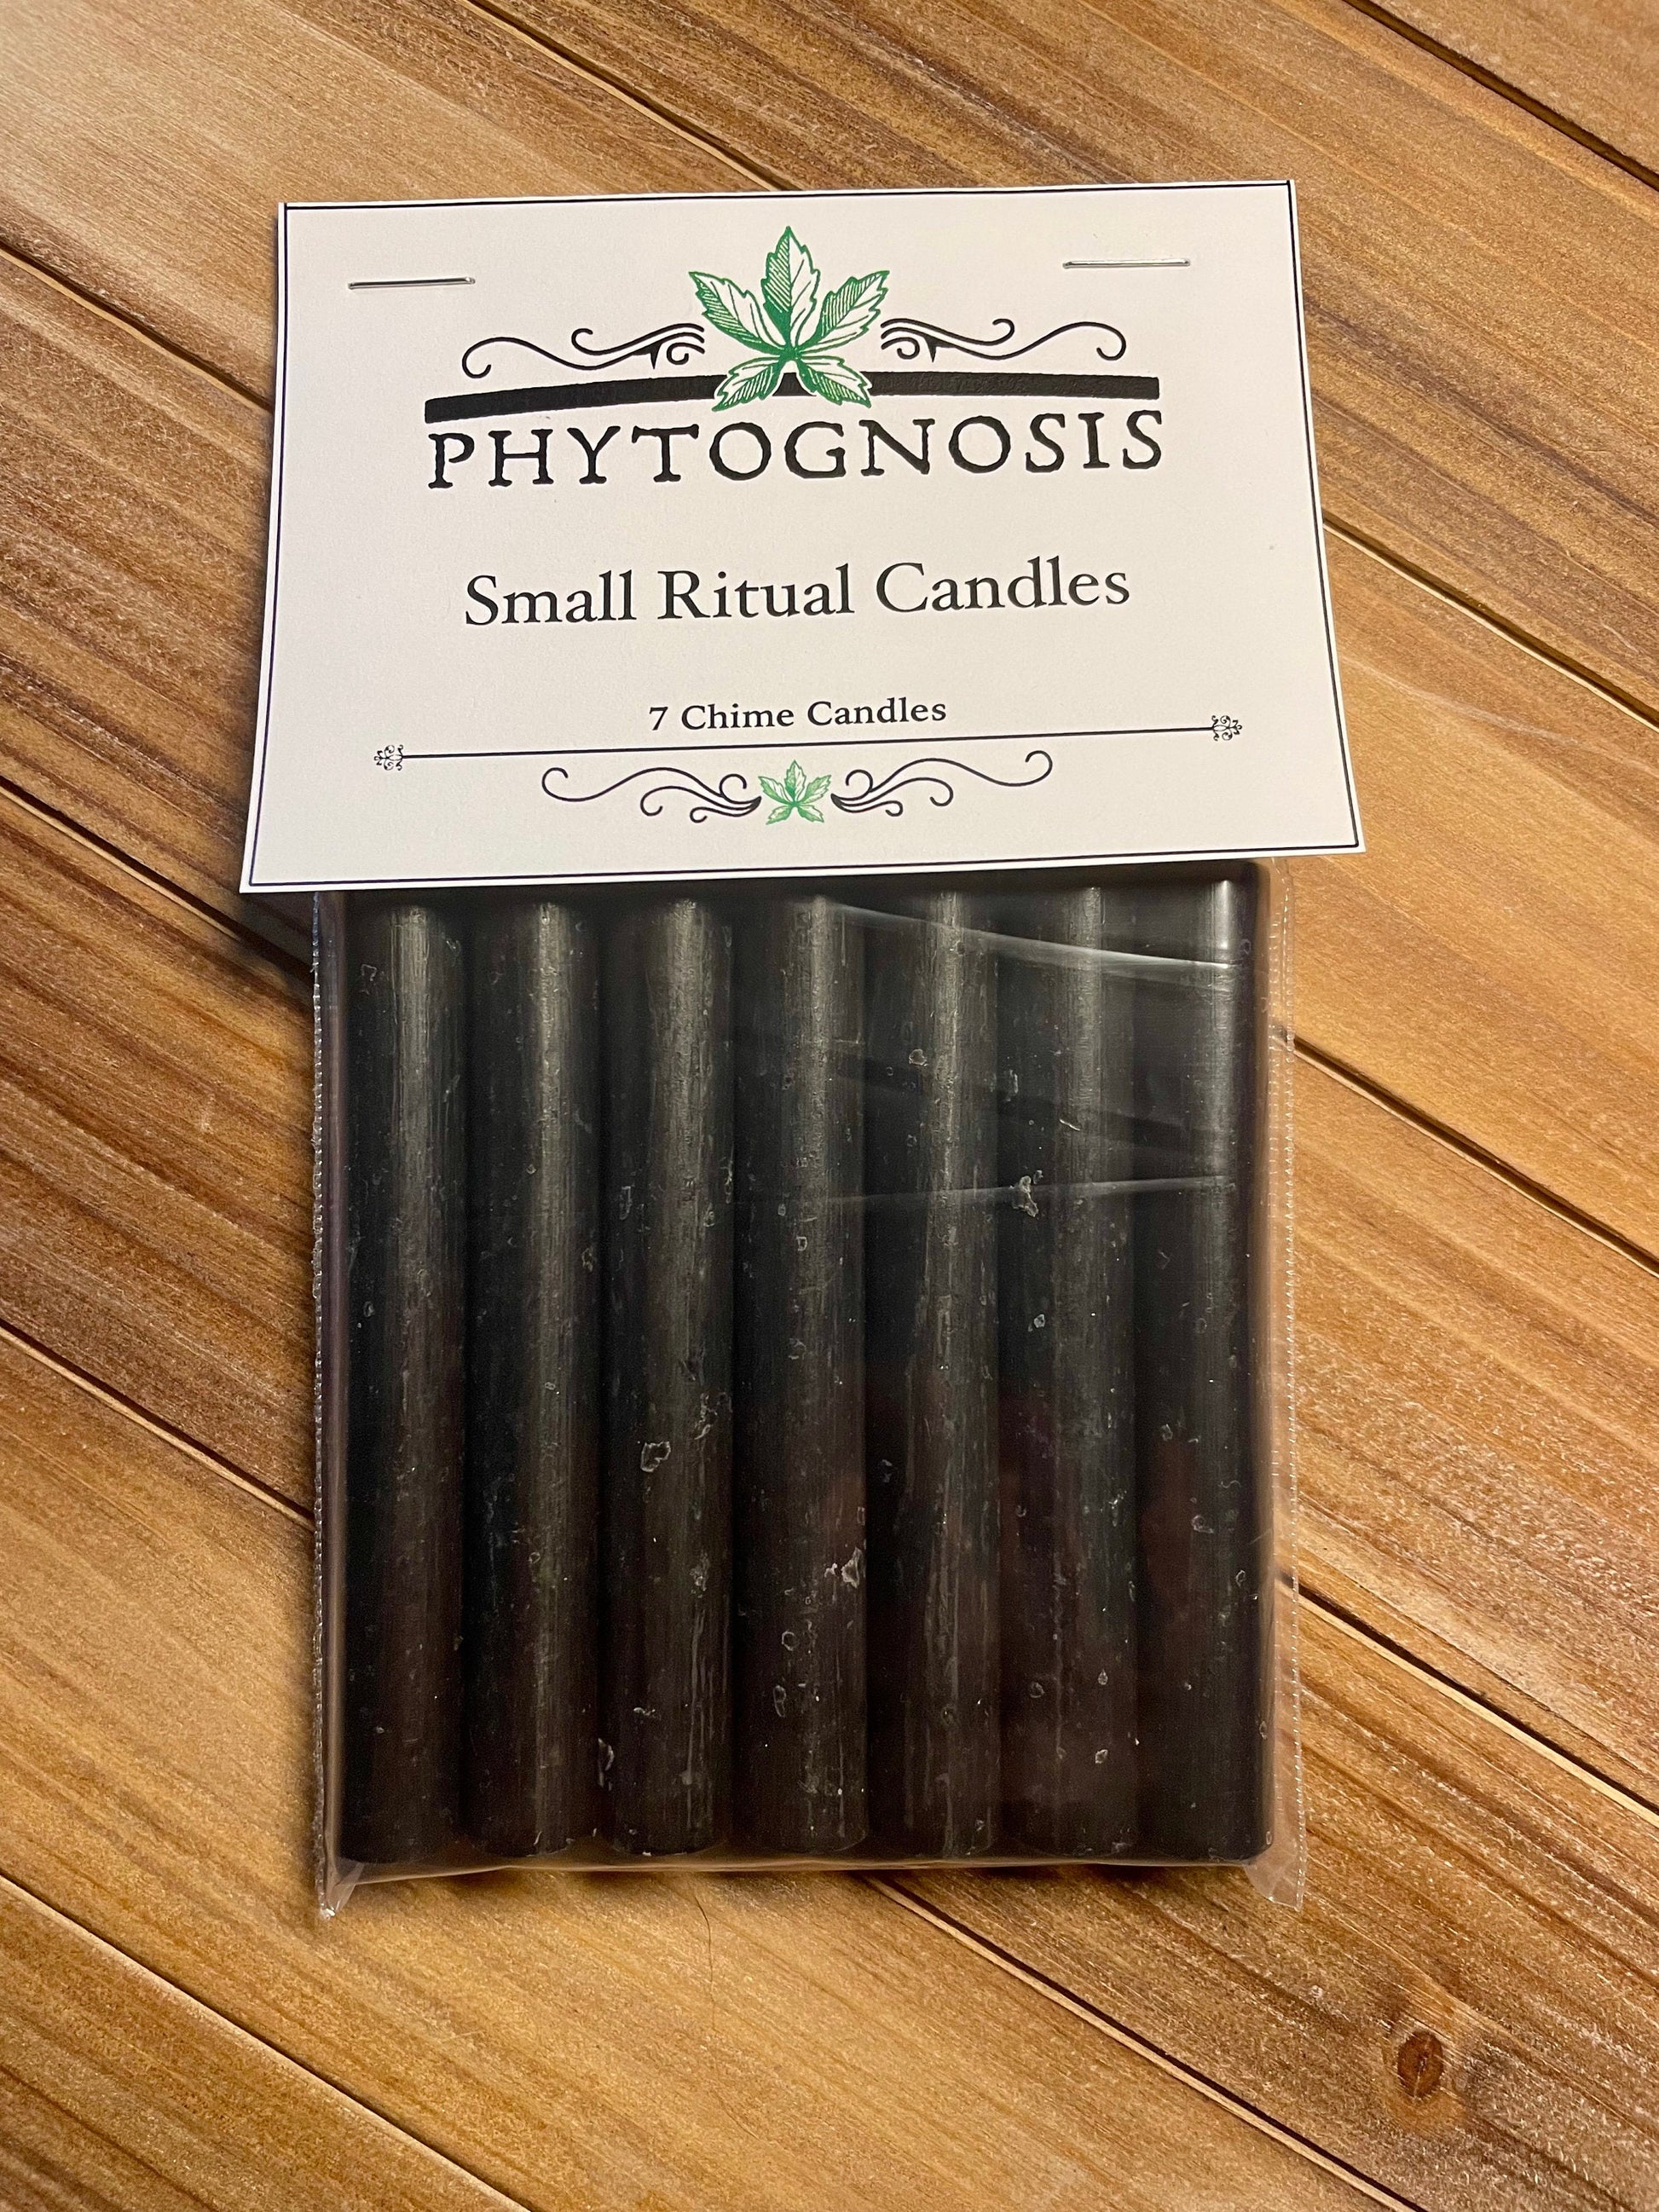 PHYTOGNOSIS
Small Ritual Candles
7 Chime Candles